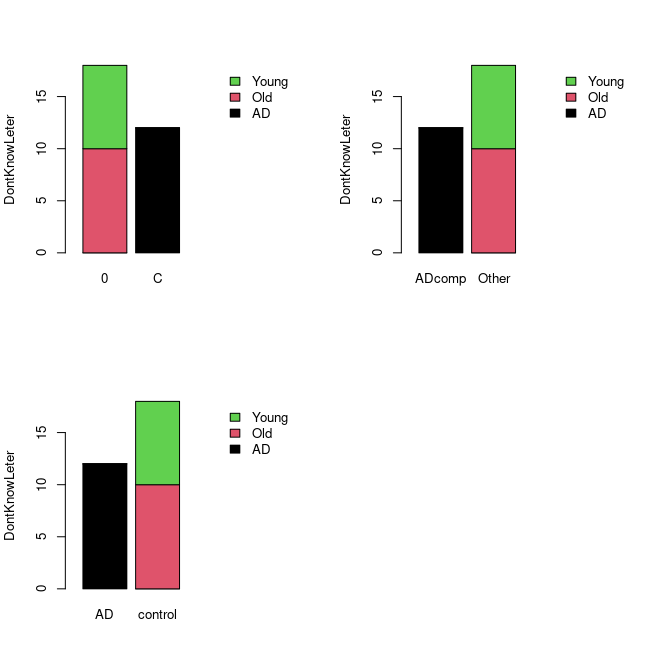 DontKnowLeter
15
10
5
0
0 C
Young
Old
AD
DontKnowLeter
15
10
5
0
ADcomp Other
Young
Old
AD
DontKnowLeter
15
10
5
0
AD control
Young
Old
AD